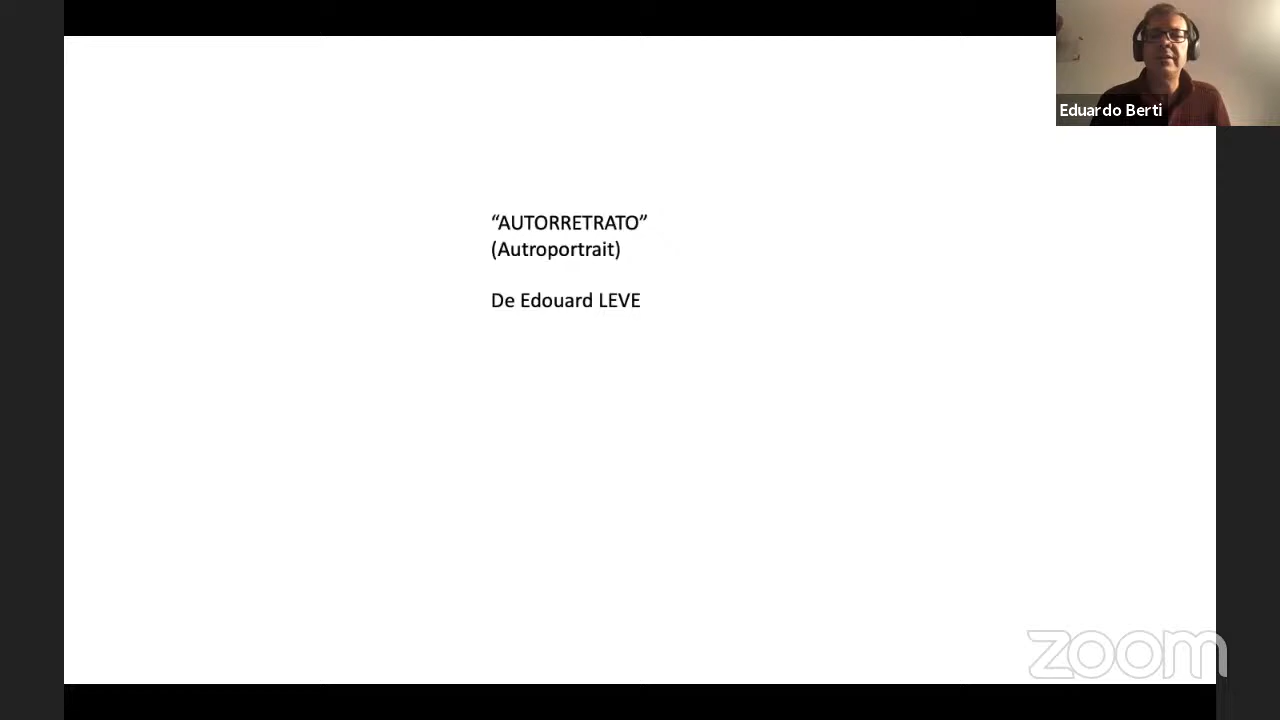 Eduardo Berti
“AUTORRETRATO”
(Autroportrait)
De Edouard LEVE
zoom